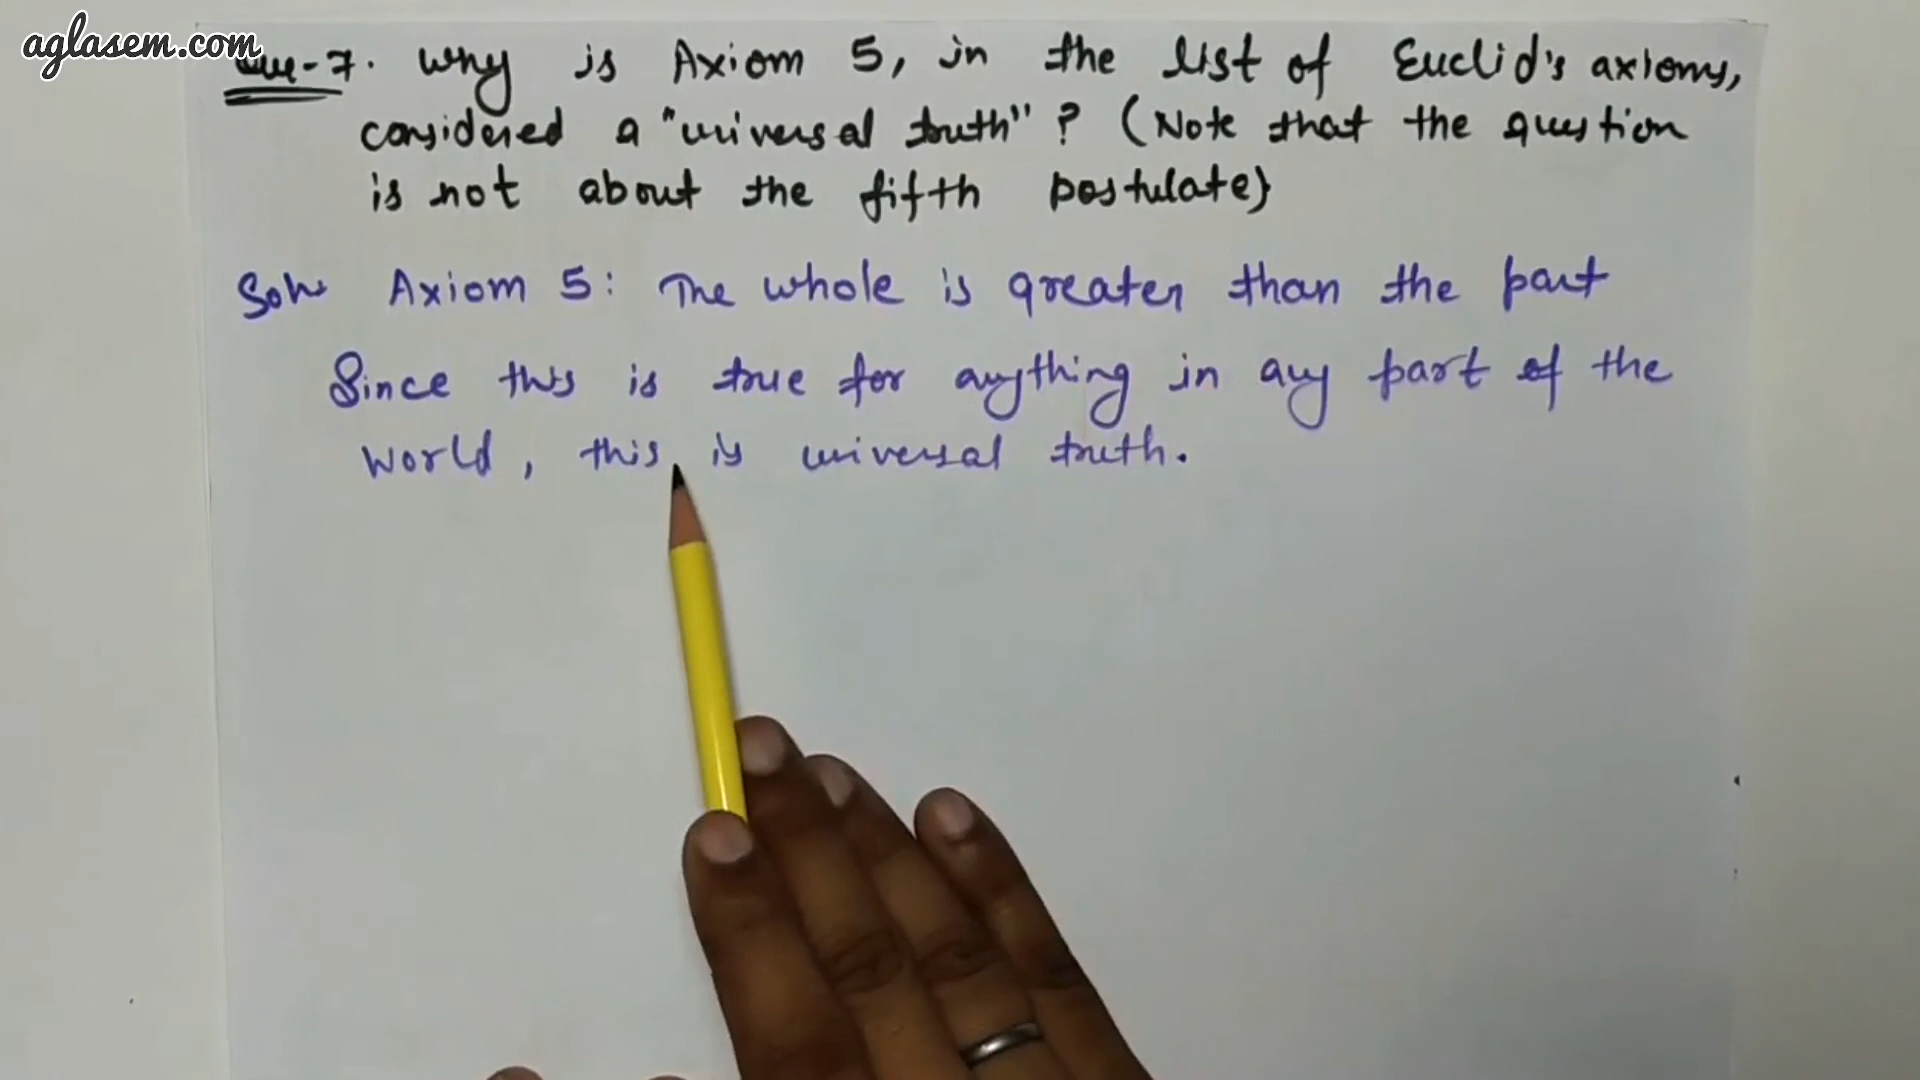 aglasem.com
Que-7. Why is Axiom 5, in the list of Euclid's axioms,
considered a "universal truth"? (Note that the question
is not about the fifth postulate)
Soln Axiom 5: The whole is greater than the part
Since this is true for anything in any part of the
World, this is universal truth.